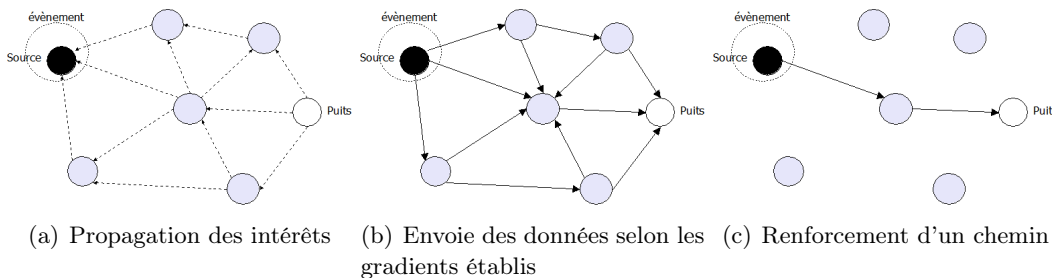 évènement
Source
Puits
(a) Propagation des intérêts
évènement
Source
Puits
(b) Envoie des données selon les
gradients établis
évènement
Source
Puit
(c) Renforcement d'un chemin